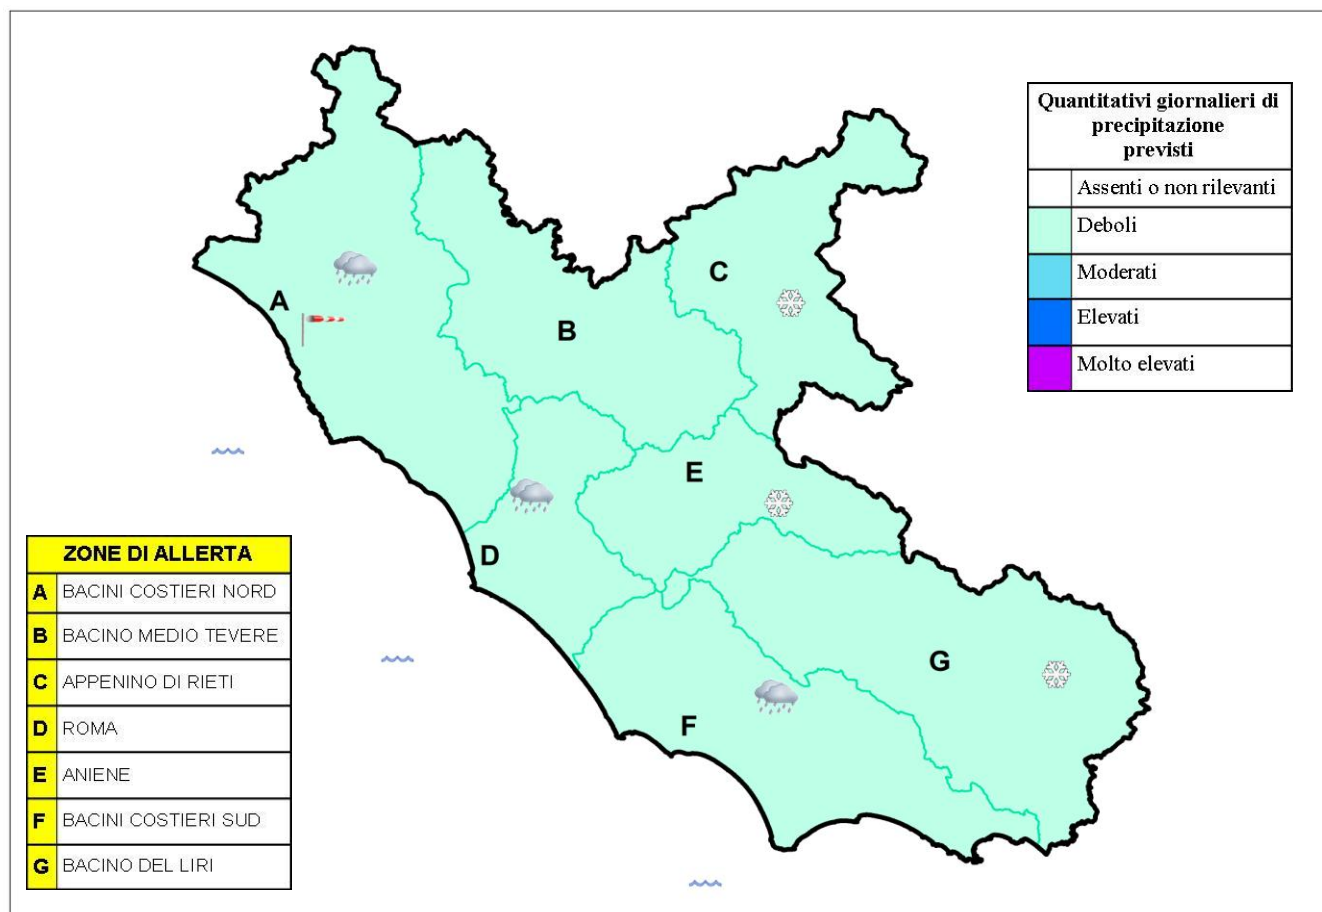 Quantitativi giornalieri di
precipitazione
previsti
Assenti o non rilevanti
Deboli
Moderati
Elevati
Molto elevati
C
A
B
E
D
G
F
ZONE DI ALLERTA
A BACINI COSTIERI NORD
B BACINO MEDIO TEVERE
C APPENINO DI RIETI
D ROMA
E ANIENE
F BACINI COSTIERI SUD
G BACINO DEL LIRI